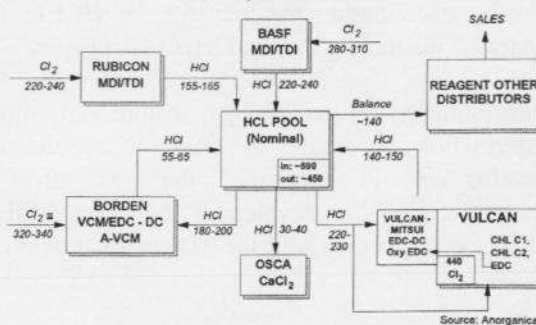 SALES
BASF
MDI/TDI
Cl2
280-310
Cl2
220-240
RUBICON
MDI/TDI
HCl
155-165
HCl
220-240
REAGENT OTHER
DISTRIBUTORS
Balance
~140
HCL POOL
(Nominal)
In: ~590
out: ~450
HCl
140-150
HCl
55-65
BORDEN
VCM/EDC - DC
A-VCM
Cl2 ≅
320-340
HCl
180-200
HCl
30-40
OSCA
CaCl2
HCl
220-
230
VULCAN -
MITSUI
EDC-DC
Oxy EDC
VULCAN
CHL C1,
CHL C2,
EDC
440
Cl2
Source: Anorganica